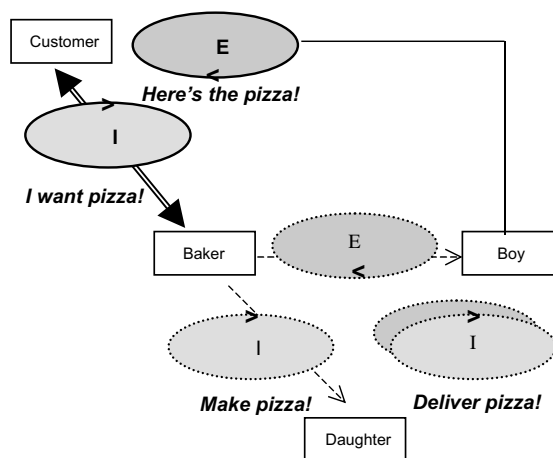 Customer
E
<
Here's the pizza!
>
I
I want pizza!
Baker
E
<
Boy
>
I
Make pizza!
>
I
Deliver pizza!
Daughter